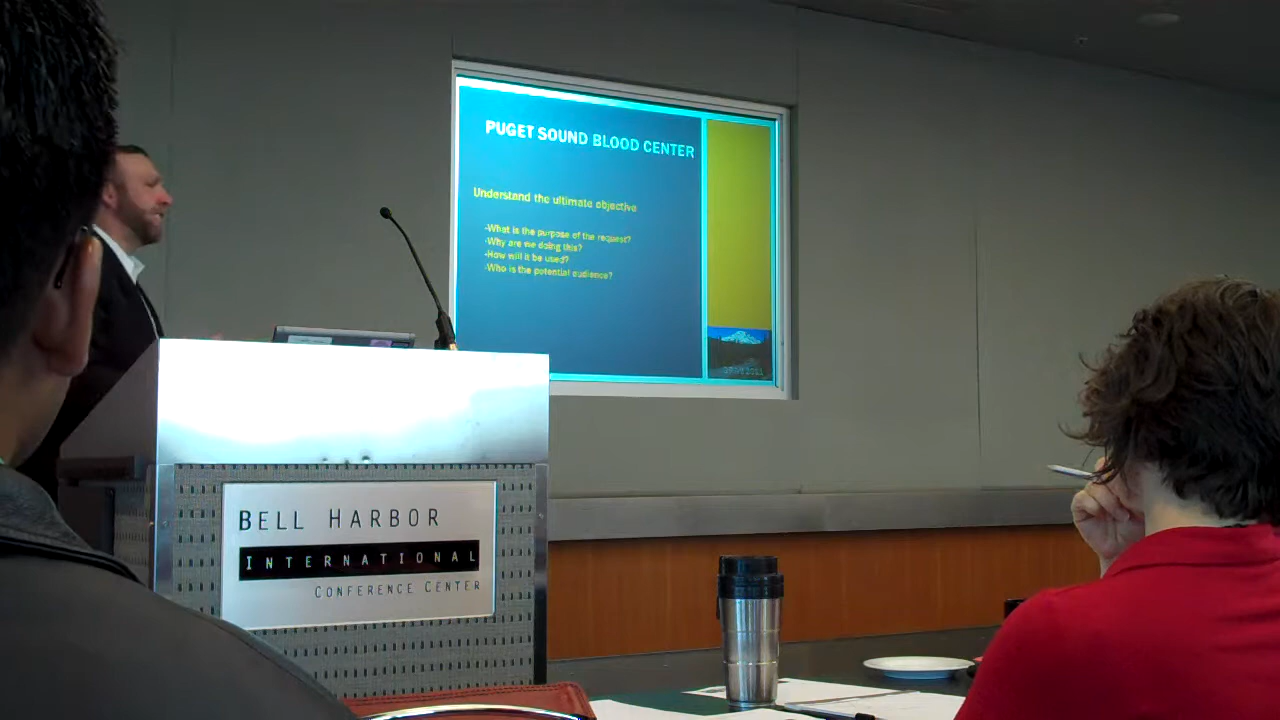 PUGET SOUND BLOOD CENTER
Understand the ultimate objective
-What is the purpose of the request?
-Why are we doing this?
-How will it be used?
-Who is the potential audience?
BELL HARBOR
INTERNATIONAL
CONFERENCE CENTER